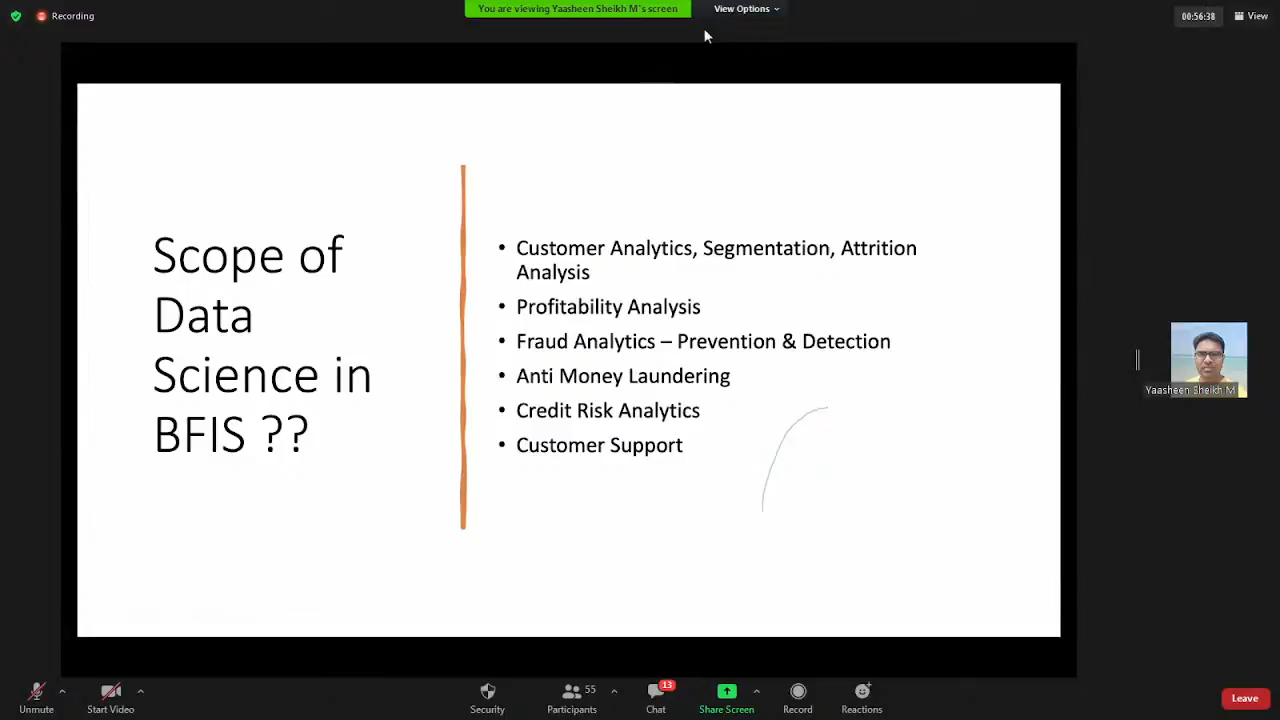 Recording
You are viewing Yaasheen Sheikh M's screen
View Options
00:56:38
View
Scope of
Data
Science in
BFIS ??
• Customer Analytics, Segmentation, Attrition
Analysis
• Profitability Analysis
• Fraud Analytics – Prevention & Detection
• Anti Money Laundering
• Credit Risk Analytics
• Customer Support
Yaasheen Sheikh M
Unmute
Start Video
Security
55
Participants
13
Chat
Share Screen
Record
Reactions
Leave